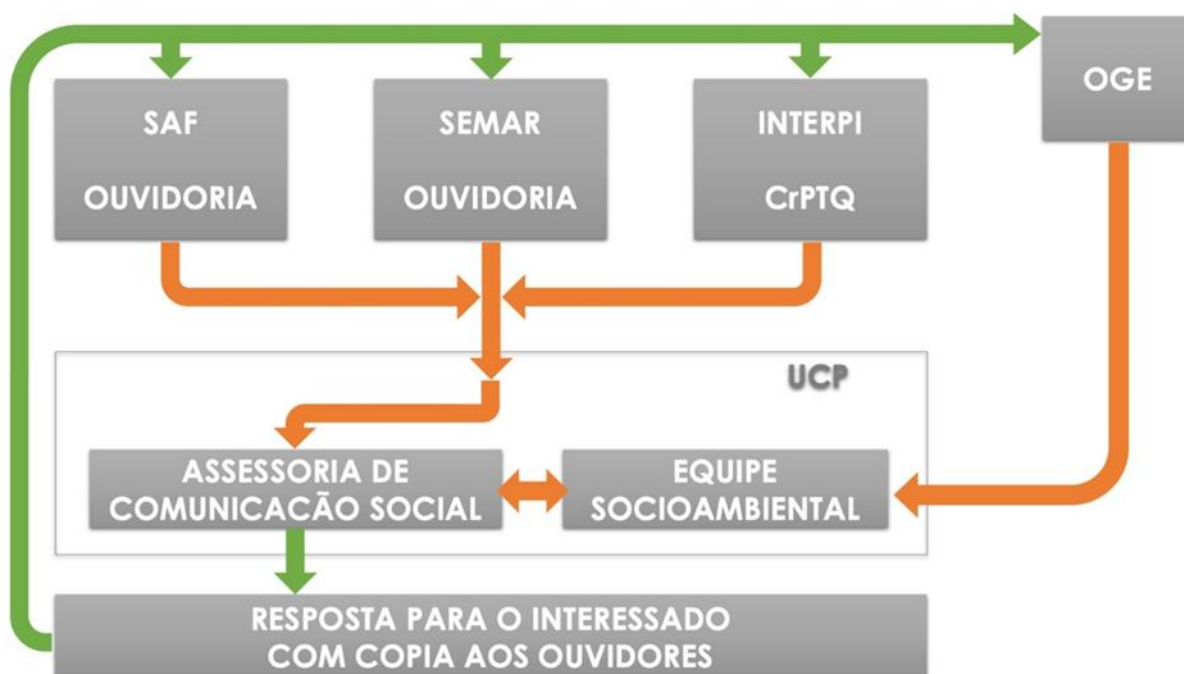 SAF
OUVIDORIA
SEMAR
OUVIDORIA
INTERPI
CrPTQ
OGE
UCP
ASSESSORIA DE
COMUNICAÇÃO SOCIAL
EQUIPE
SOCIOAMBIENTAL
RESPOSTA PARA O INTERESSADO
COM COPIA AOS OUVIDORES